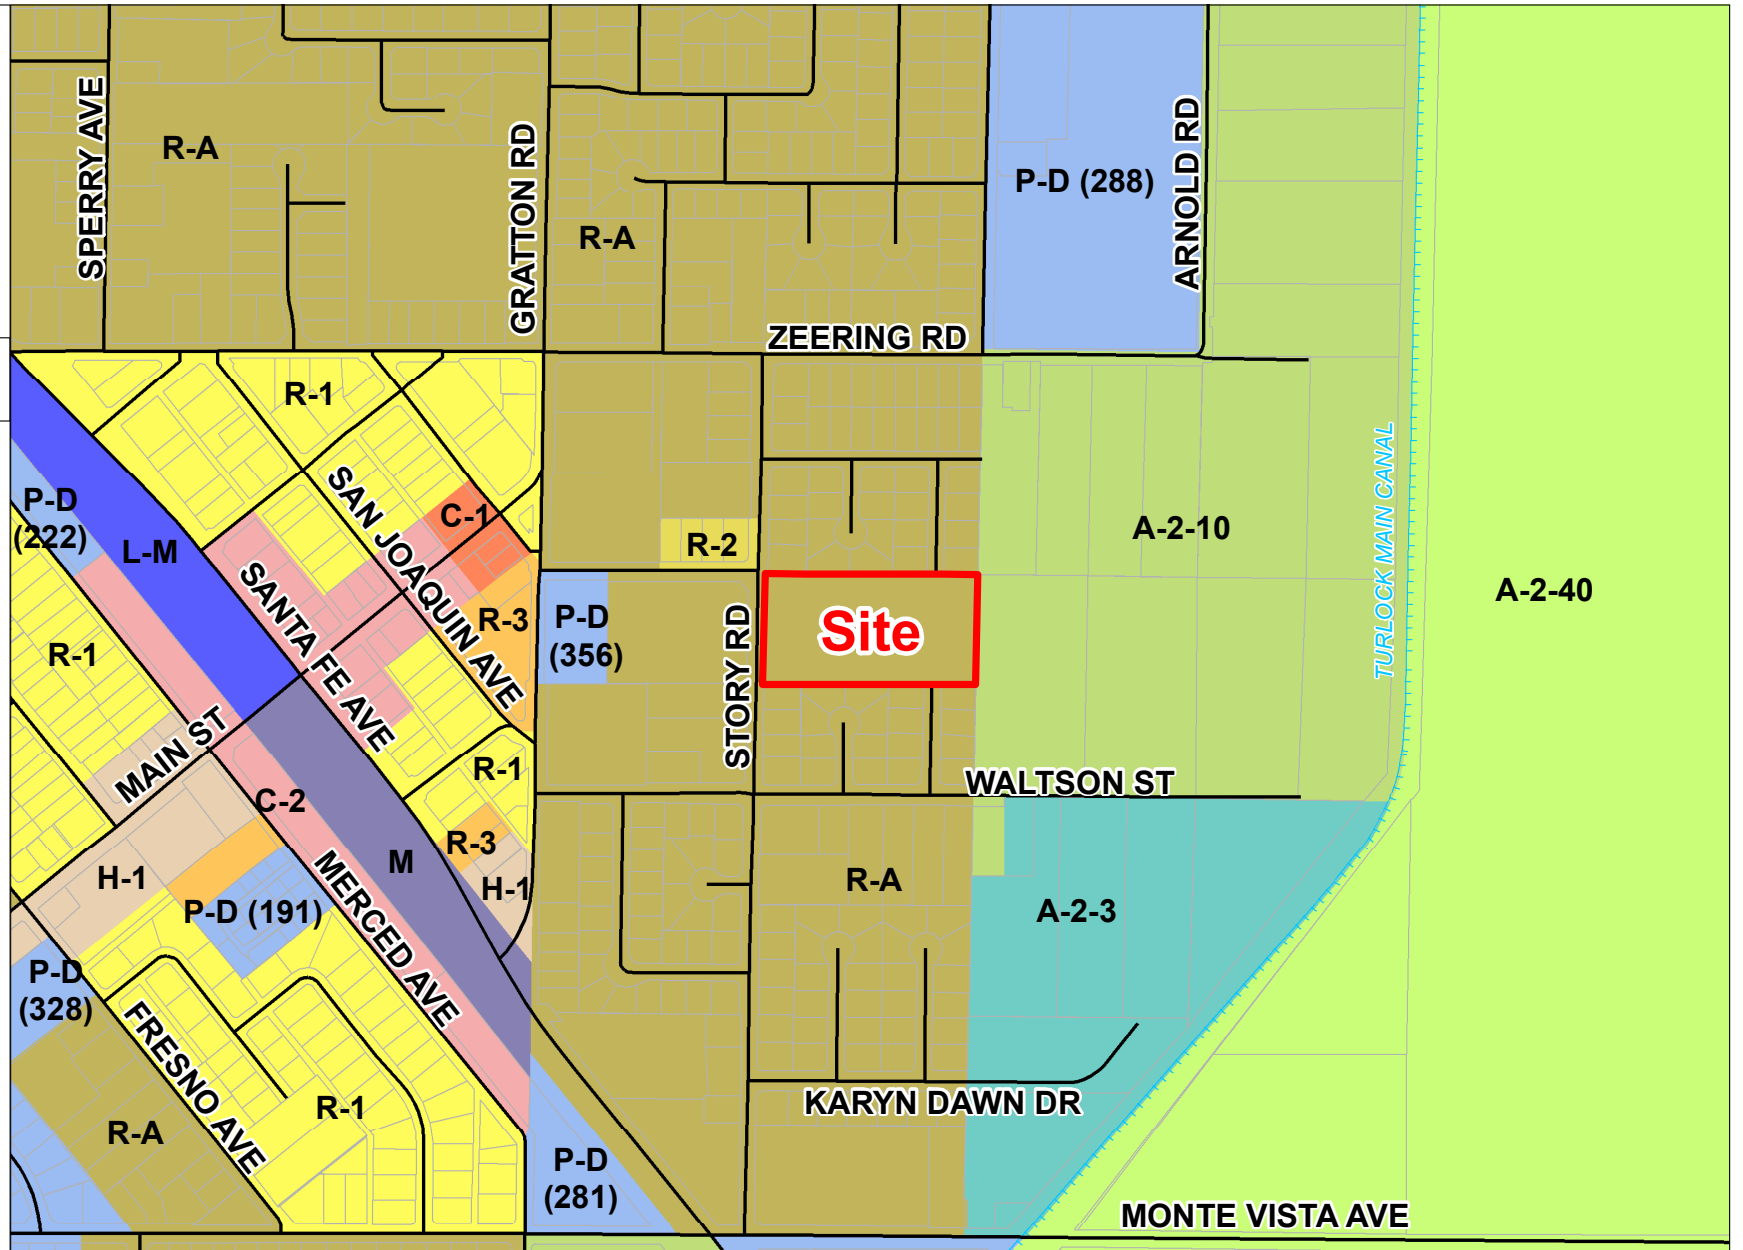 SPERRY AVE
R-A
GRATTON RD
R-A
P-D (288)
ARNOLD RD
ZEERING RD
R-1
P-D
(222)
L-M
SAN JOAQUIN AVE
C-1
R-2
A-2-10
TURLOCK MAIN CANAL
A-2-40
SANTA FE AVE
R-3
P-D
(356)
STORY RD
Site
R-1
MAIN ST
C-2
R-1
WALTSON ST
R-3
M
H-1
H-1
P-D (191)
MERCED AVE
R-A
A-2-3
P-D
(328)
FRESNO AVE
R-1
R-A
KARYN DAWN DR
P-D
(281)
MONTE VISTA AVE